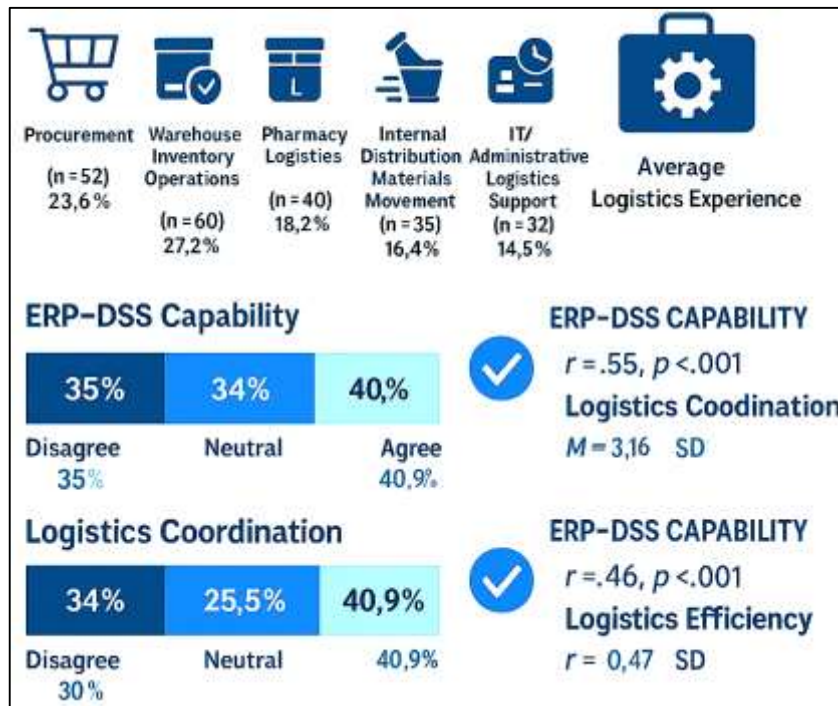 L
Procurement
(n = 52)
23,6%
Warehouse
Inventory
Operations
(n = 60)
27,2%
Pharmacy
Logisties
(n = 40)
18,2%
Internal
Distribution
Materials
Movement
(n = 35)
16,4%
IT/
Administrative
Logistics
Support
(n = 32)
14,5%
Average
Logistics Experience
ERP–DSS Capability
35% 34% 40,%
Disagree Neutral Agree
35% 40,9%
ERP–DSS CAPABILITY
r = .55, p < .001
Logistics Coodination
M = 3,16 SD
Logistics Coordination
34% 25,5% 40,9%
Disagree Neutral 40,9%
30%
ERP–DSS CAPABILITY
r = .46, p < .001
Logistics Efficiency
r = 0,47 SD